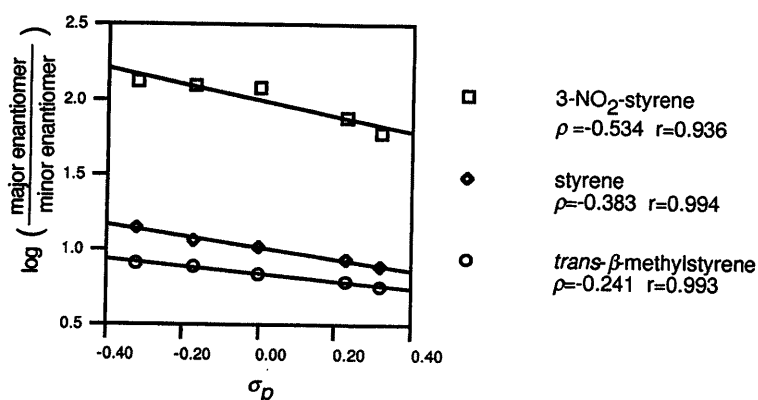 log ( major enantiomer / minor enantiomer )
2.5
2.0
1.5
1.0
0.5
-0.40 -0.20 0.00 0.20 0.40
σp
3-NO2-styrene
ρ =-0.534 r=0.936
styrene
ρ=-0.383 r=0.994
trans-β-methylstyrene
ρ=-0.241 r=0.993